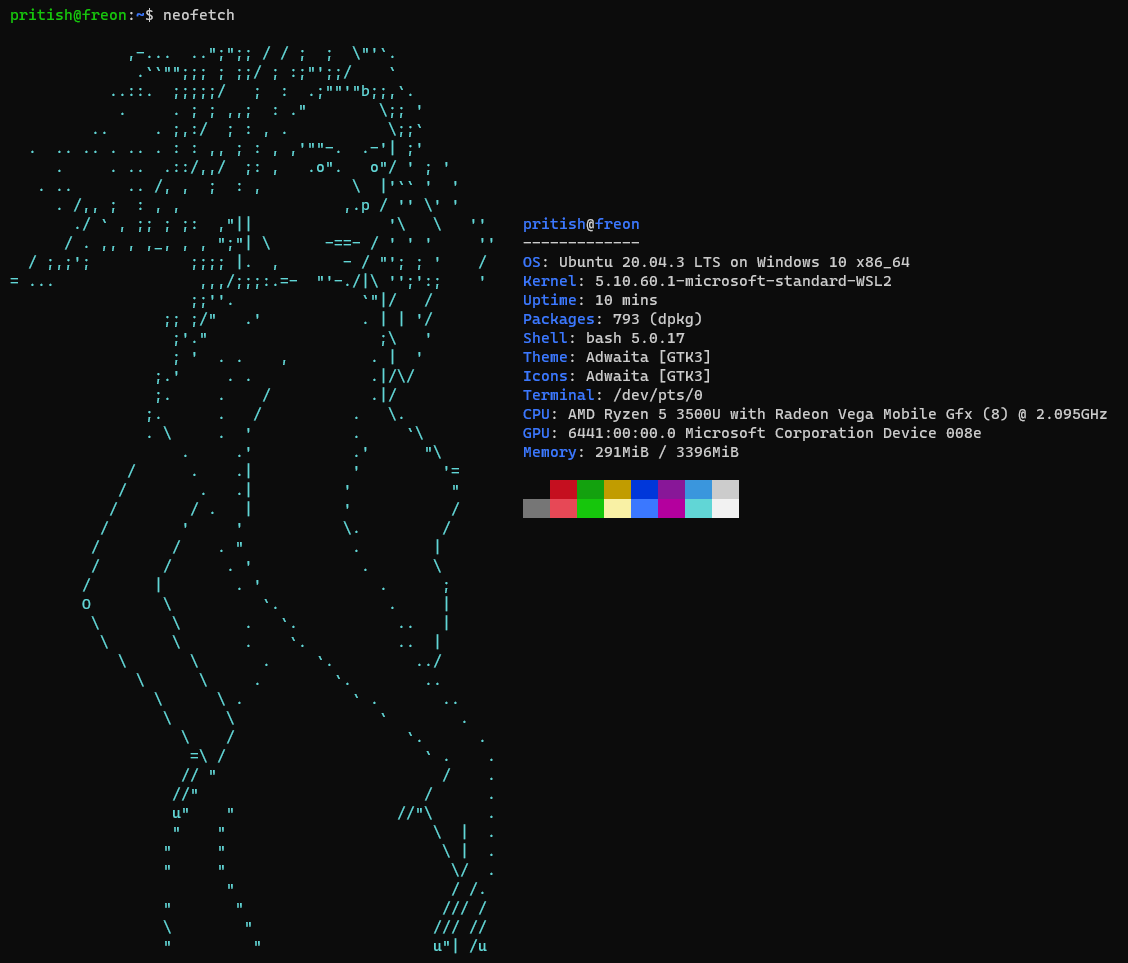 pritish@freon:~$ neofetch
pritish@freon
-------------
OS: Ubuntu 20.04.3 LTS on Windows 10 x86_64
Kernel: 5.10.60.1-microsoft-standard-WSL2
Uptime: 10 mins
Packages: 793 (dpkg)
Shell: bash 5.0.17
Theme: Adwaita [GTK3]
Icons: Adwaita [GTK3]
Terminal: /dev/pts/0
CPU: AMD Ryzen 5 3500U with Radeon Vega Mobile Gfx (8) @ 2.095GHz
GPU: 6441:00:00.0 Microsoft Corporation Device 008e
Memory: 291MiB / 3396MiB